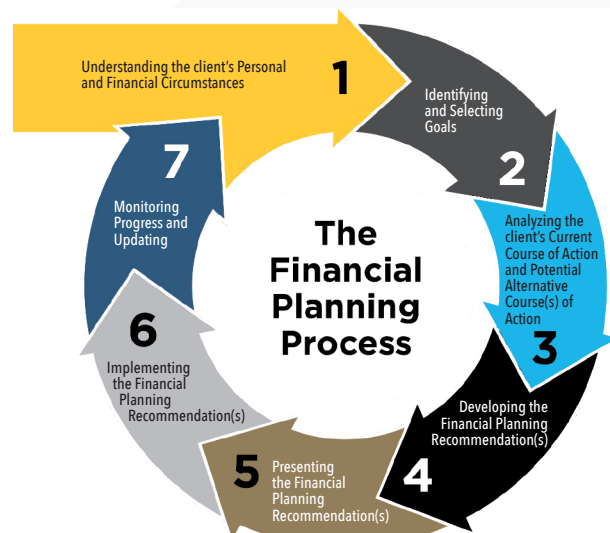 Understanding the client's Personal
and Financial Circumstances
1
Identifying
and Selecting
Goals
2
Analyzing the
client's Current
Course of Action
and Potential
Alternative
Course(s) of
Action
3
Developing the
Financial Planning
Recommendation(s)
4
5
Presenting
the Financial
Planning
Recommendation(s)
6
Implementing
the Financial
Planning
Recommendation(s)
7
Monitoring
Progress and
Updating
The
Financial
Planning
Process